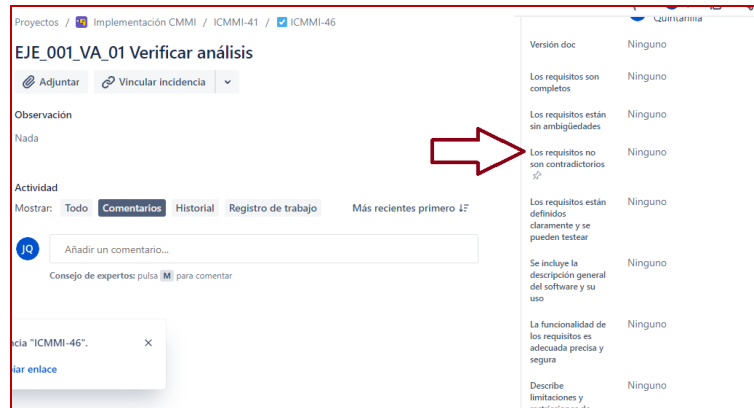 Proyectos / Implementación CMMI / ICMMI-41 / ICMMI-46
EJE_001_VA_01 Verificar análisis
Adjuntar
Vincular incidencia
Observación
Nada
Actividad
Mostrar: Todo Comentarios Historial Registro de trabajo Más recientes primero
JQ
Añadir un comentario...
Consejo de expertos: pulsa M para comentar
ncia "ICMMI-46".
iar enlace
Quintanilla
Versión doc Ninguno
Los requisitos son Ninguno
completos
Los requisitos están Ninguno
sin ambigüedades
Los requisitos no Ninguno
son contradictorios
Los requisitos están Ninguno
definidos
claramente y se
pueden testear
Se incluye la Ninguno
descripción general
del software y su
uso
La funcionalidad de Ninguno
los requisitos es
adecuada precisa y
segura
Describe Ninguno
limitaciones y